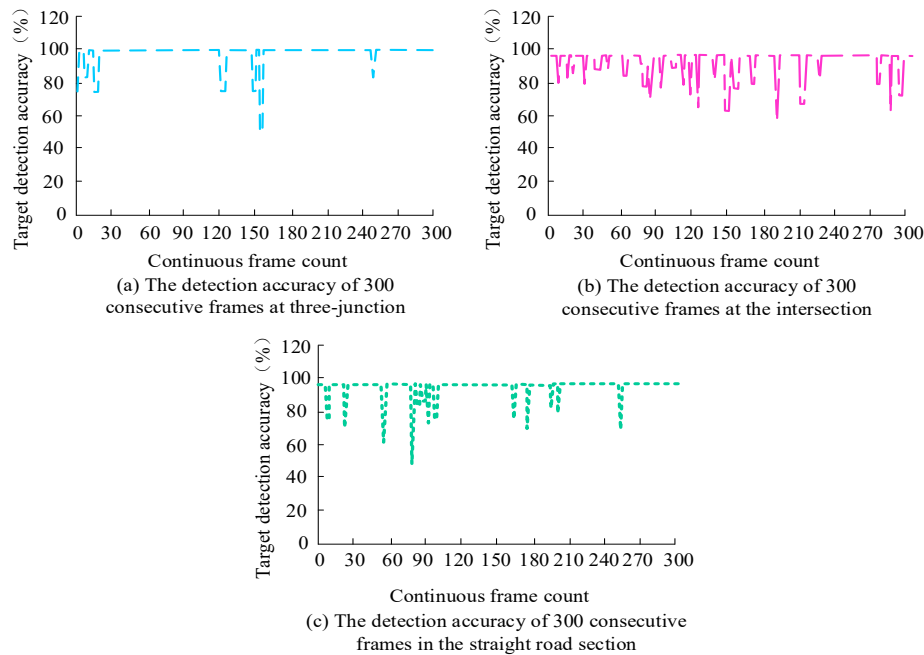 Target detection accuracy（%）
120
100
80
60
40
20
0
0 30 60 90 120 150 180 210 240 270 300
Continuous frame count
(a) The detection accuracy of 300
consecutive frames at three-junction
Target detection accuracy（%）
120
100
80
60
40
20
0
0 30 60 90 120 150 180 210 240 270 300
Continuous frame count
(b) The detection accuracy of 300
consecutive frames at the intersection
Target detection accuracy（%）
120
100
80
60
40
20
0
0 30 60 90 120 150 180 210 240 270 300
Continuous frame count
(c) The detection accuracy of 300 consecutive
frames in the straight road section